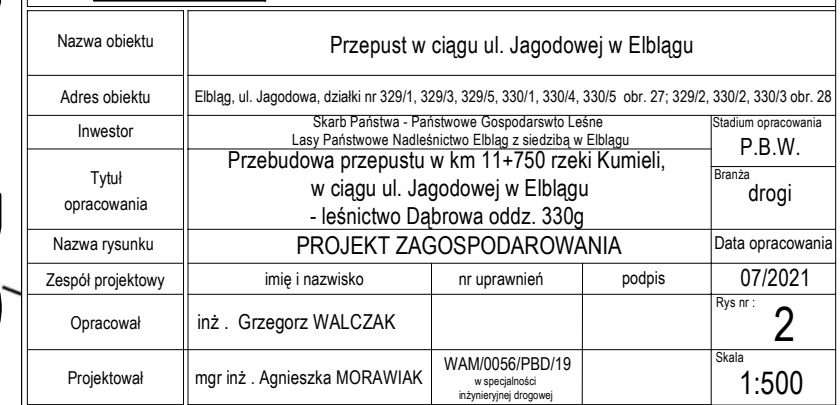 Nazwa obiektu
Przepust w ciągu ul. Jagodowej w Elblągu
Adres obiektu
Elbląg, ul. Jagodowa, działki nr 329/1, 329/3, 329/5, 330/1, 330/4, 330/5 obr. 27; 329/2, 330/2, 330/3 obr. 28
Inwestor
Skarb Państwa - Państwowe Gospodarswto Leśne
Lasy Państwowe Nadleśnictwo Elbląg z siedzibą w Elblągu
Stadium opracowania
P.B.W.
Tytuł
opracowania
Przebudowa przepustu w km 11+750 rzeki Kumieli,
w ciągu ul. Jagodowej w Elblągu
- leśnictwo Dąbrowa oddz. 330g
Branża
drogi
Nazwa rysunku
PROJEKT ZAGOSPODAROWANIA
Data opracowania
Zespół projektowy
imię i nazwisko
nr uprawnień
podpis
07/2021
Opracował
inż . Grzegorz WALCZAK
Rys nr :
2
Projektował
mgr inż . Agnieszka MORAWIAK
WAM/0056/PBD/19
w specjalności
inżynieryjnej drogowej
Skala
1:500